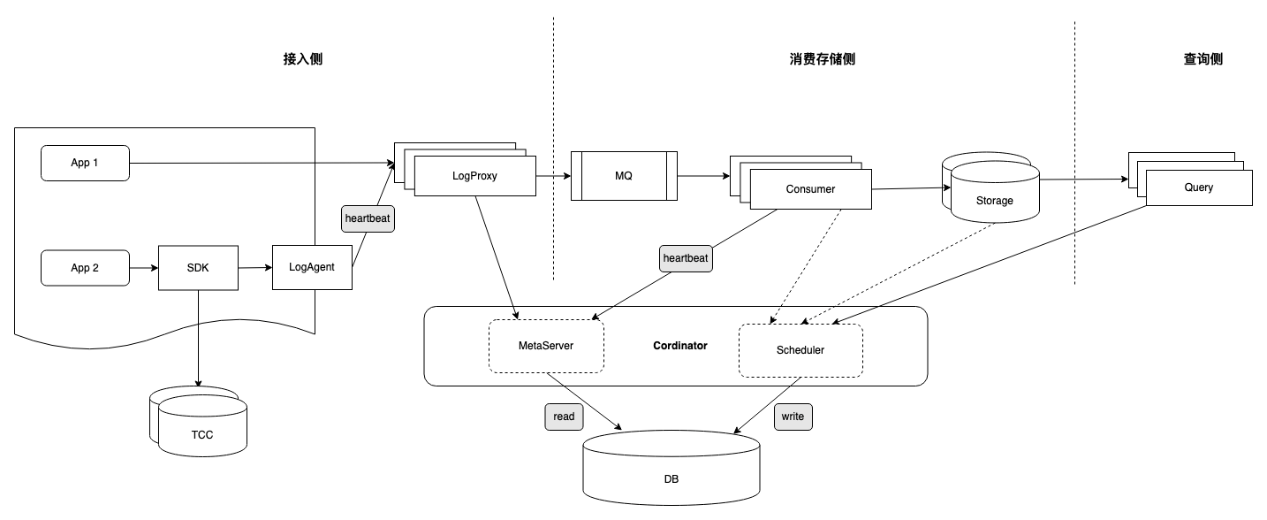 接入侧
消费存储侧
查询侧
App 1
LogProxy
MQ
Consumer
Storage
Query
heartbeat
App 2
SDK
LogAgent
heartbeat
MetaServer
Cordinator
Scheduler
read
write
TCC
DB